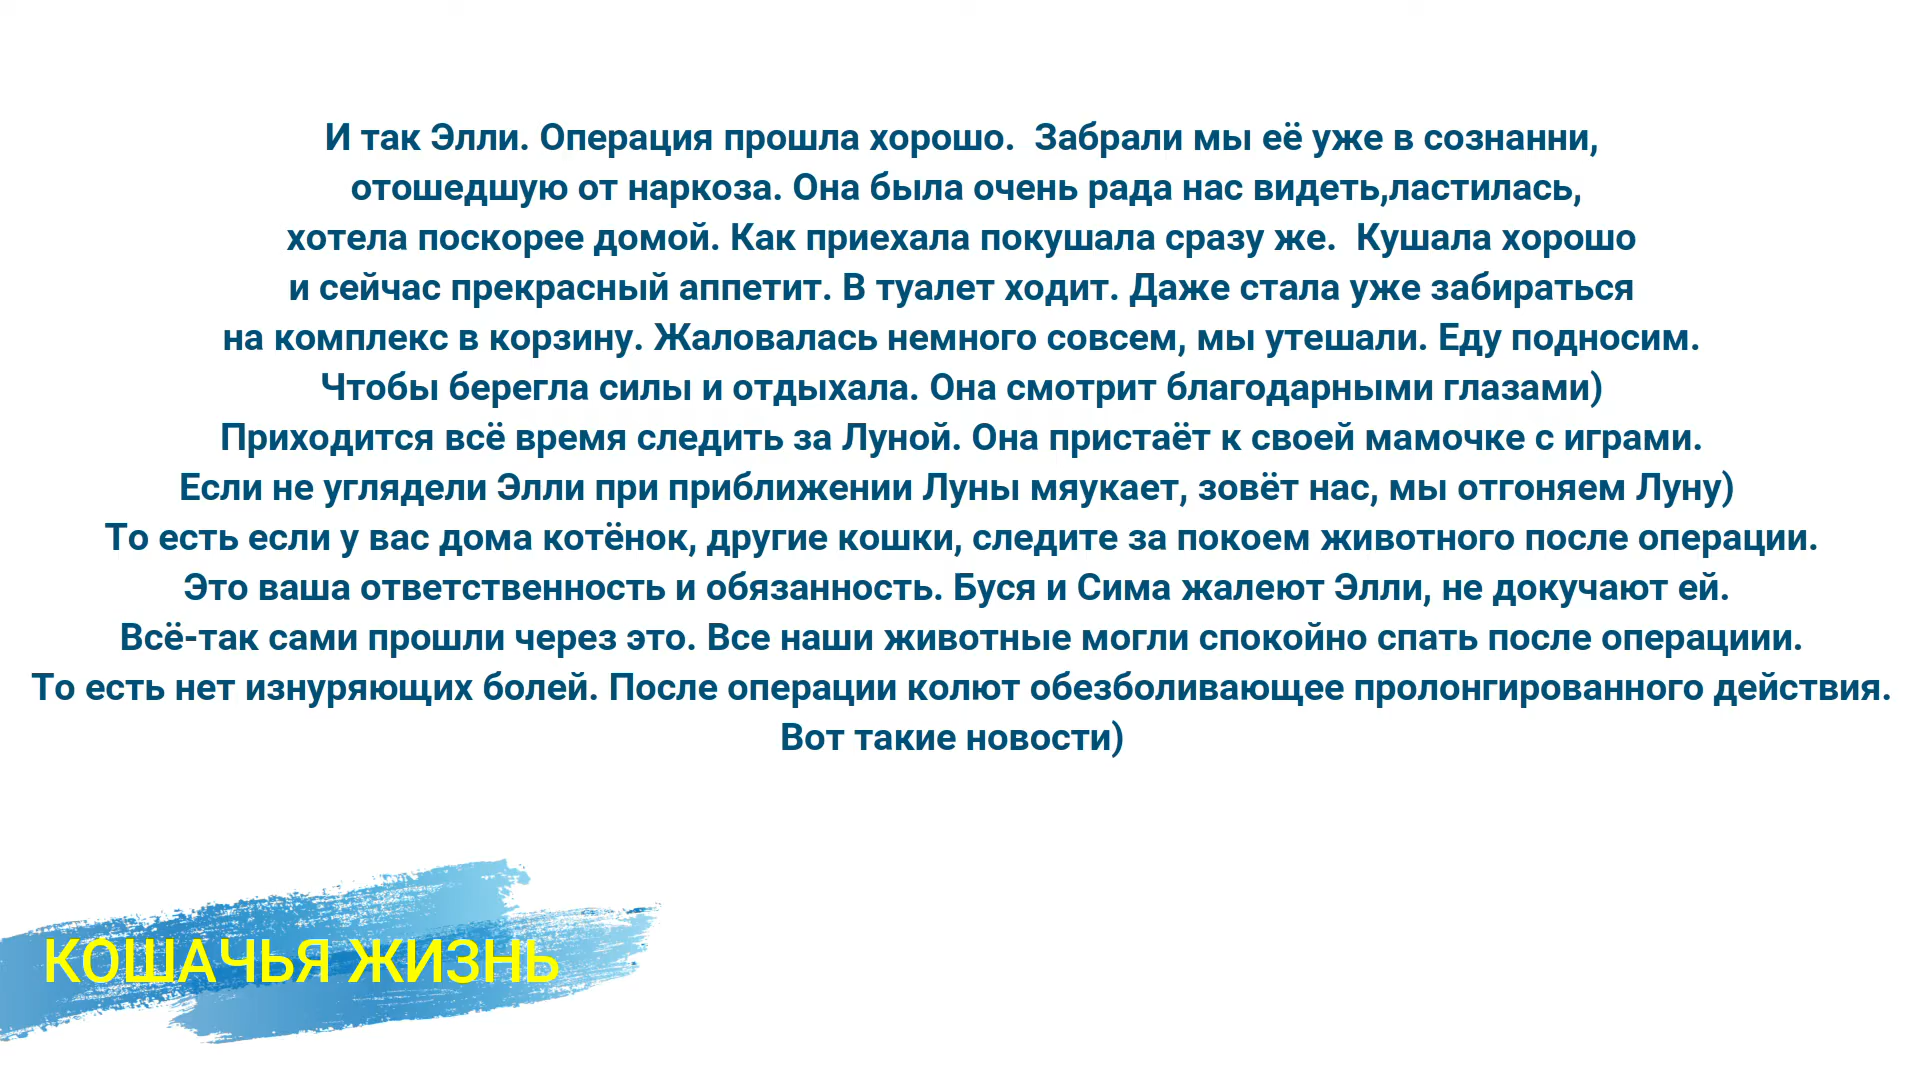 И так Элли. Операция прошла хорошо.  Забрали мы её уже в сознанни,
отошедшую от наркоза. Она была очень рада нас видеть,ластилась,
хотела поскорее домой. Как приехала покушала сразу же.  Кушала хорошо
и сейчас прекрасный аппетит. В туалет ходит. Даже стала уже забираться
на комплекс в корзину. Жаловалась немного совсем, мы утешали. Еду подносим.
Чтобы берегла силы и отдыхала. Она смотрит благодарными глазами)
Приходится всё время следить за Луной. Она пристаёт к своей мамочке с играми.
Если не углядели Элли при приближении Луны мяукает, зовёт нас, мы отгоняем Луну)
То есть если у вас дома котёнок, другие кошки, следите за покоем животного после операции.
Это ваша ответственность и обязанность. Буся и Сима жалеют Элли, не докучают ей.
Всё-так сами прошли через это. Все наши животные могли спокойно спать после операциии.
То есть нет изнуряющих болей. После операции колют обезболивающее пролонгированного действия.
Вот такие новости)
КОШАЧЬЯ ЖИЗНЬ